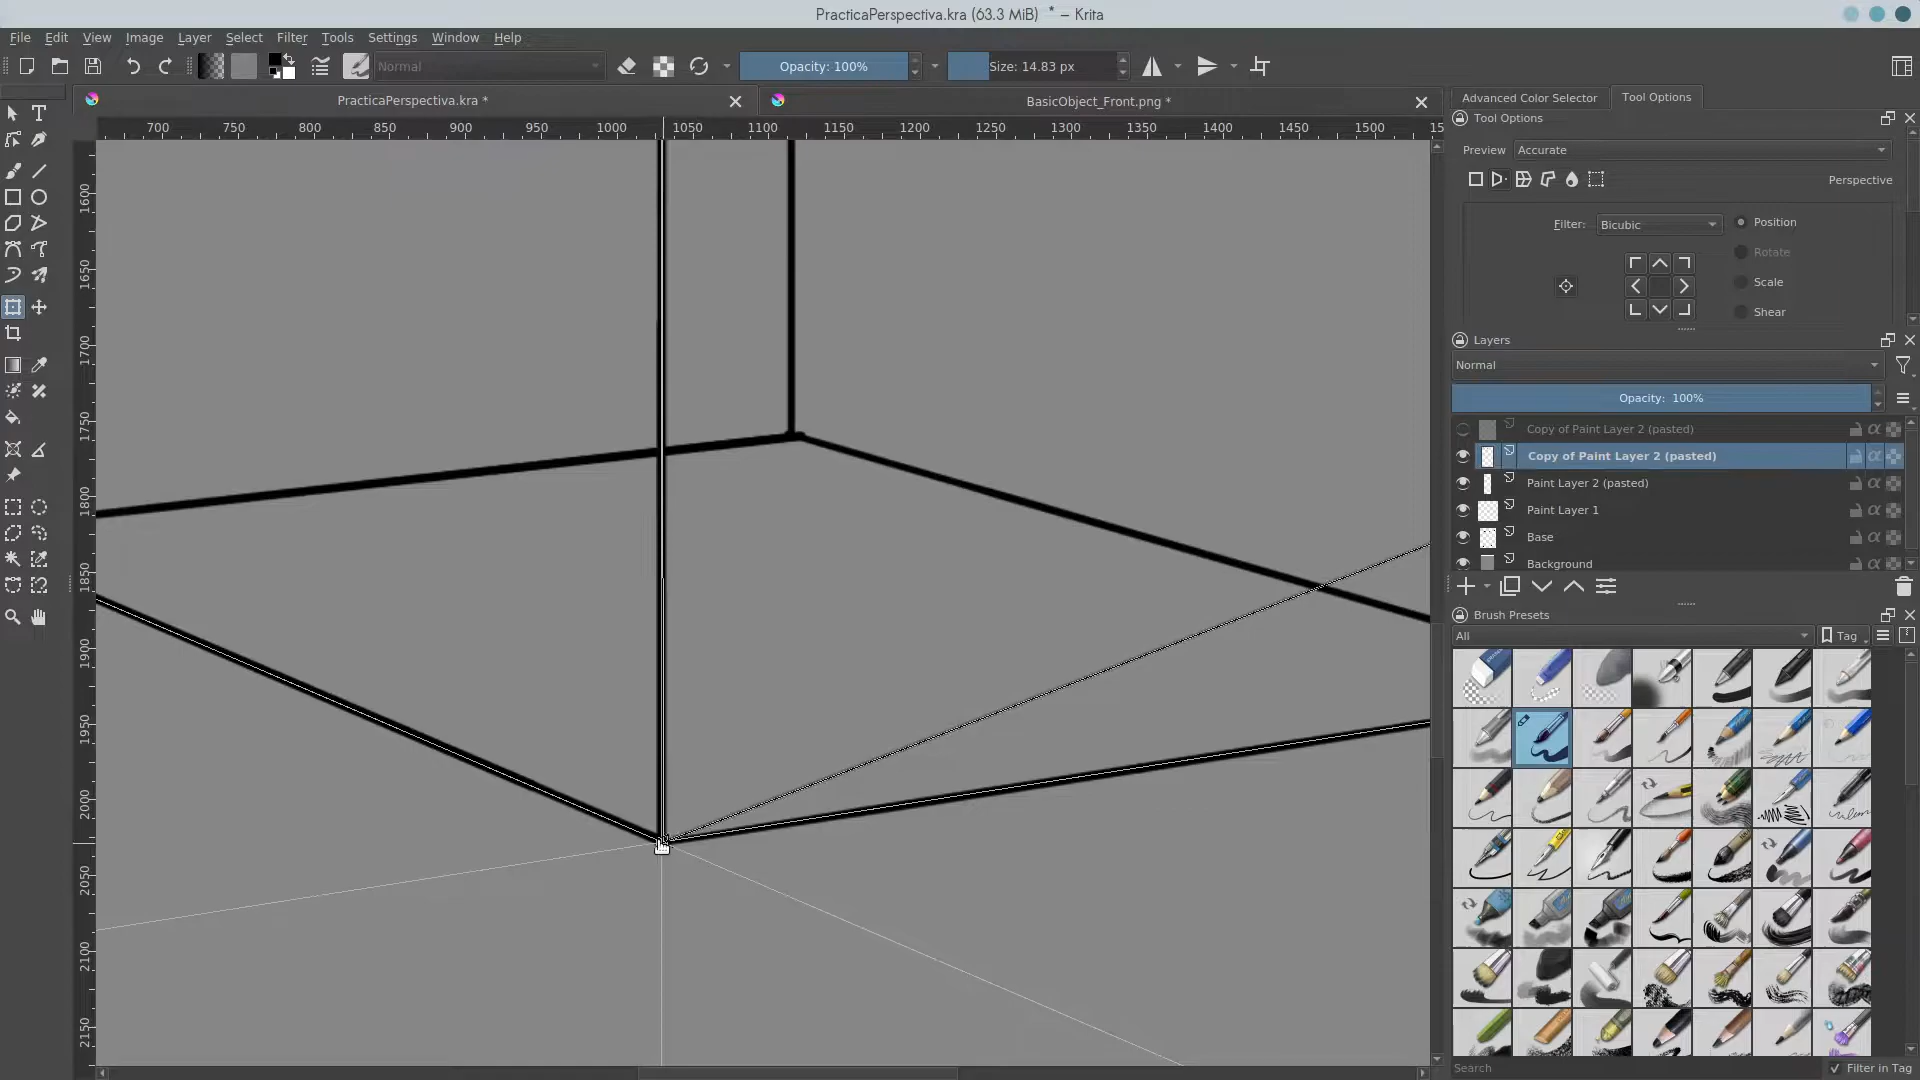 PracticaPerspectiva.kra (63.3 MiB) * – Krita
File Edit View Image Layer Select Filter Tools Settings Window Help
Normal
Opacity: 100%
Size: 14.83 px
PracticaPerspectiva.kra *
BasicObject_Front.png *
Advanced Color Selector
Tool Options
Tool Options
700 750 800 850 900 950 1000 1050 1100 1150 1200 1250 1300 1350 1400 1450 1500 15
Preview Accurate
Perspective
Filter: Bicubic
Position
Rotate
Scale
Shear
Layers
Normal
Opacity: 100%
Copy of Paint Layer 2 (pasted)
Copy of Paint Layer 2 (pasted)
Paint Layer 2 (pasted)
Paint Layer 1
Base
Background
Brush Presets
All
Tag
1600
1650
1700
1750
1800
1850
1900
1950
2000
2050
2100
2150
Search
Filter in Tag